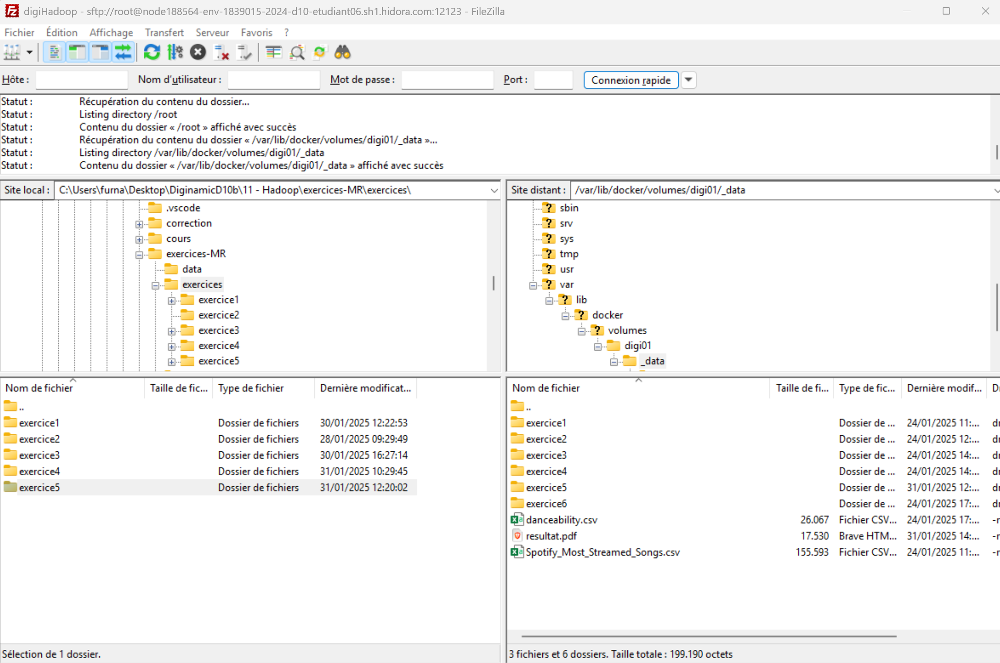 digiHadoop - sftp://root@node188564-env-1839015-2024-d10-etudiant06.sh1.hidora.com:12123 - FileZilla
Fichier Édition Affichage Transfert Serveur Favoris ?
Hôte : Nom d'utilisateur : Mot de passe : Port : Connexion rapide
Statut : Récupération du contenu du dossier...
Statut : Listing directory /root
Statut : Contenu du dossier « /root » affiché avec succès
Statut : Récupération du contenu du dossier « /var/lib/docker/volumes/digi01/_data »...
Statut : Listing directory /var/lib/docker/volumes/digi01/_data
Statut : Contenu du dossier « /var/lib/docker/volumes/digi01/_data » affiché avec succès
Site local : C:\Users\furna\Desktop\DiginamicD10b\11 - Hadoop\exercices-MR\exercices\
.vscode
correction
cours
exercices-MR
data
exercices
exercice1
exercice2
exercice3
exercice4
exercice5
Nom de fichier Taille de fic... Type de fichier Dernière modificat...
..
exercice1 Dossier de fichiers 30/01/2025 12:22:53
exercice2 Dossier de fichiers 28/01/2025 09:29:49
exercice3 Dossier de fichiers 30/01/2025 16:27:14
exercice4 Dossier de fichiers 31/01/2025 10:29:45
exercice5 Dossier de fichiers 31/01/2025 12:20:02
Sélection de 1 dossier.
Site distant : /var/lib/docker/volumes/digi01/_data
sbin
srv
sys
tmp
usr
var
lib
docker
volumes
digi01
_data
Nom de fichier Taille de fi... Type de fic... Dernière modif...
..
exercice1 Dossier de ... 24/01/2025 11:...
exercice2 Dossier de ... 24/01/2025 12:...
exercice3 Dossier de ... 24/01/2025 14:...
exercice4 Dossier de ... 24/01/2025 14:...
exercice5 Dossier de ... 31/01/2025 12:...
exercice6 Dossier de ... 24/01/2025 17:...
danceability.csv 26.067 Fichier CSV... 24/01/2025 17:...
resultat.pdf 17.530 Brave HTM... 31/01/2025 14:...
Spotify_Most_Streamed_Songs.csv 155.593 Fichier CSV... 24/01/2025 11:...
3 fichiers et 6 dossiers. Taille totale : 199.190 octets